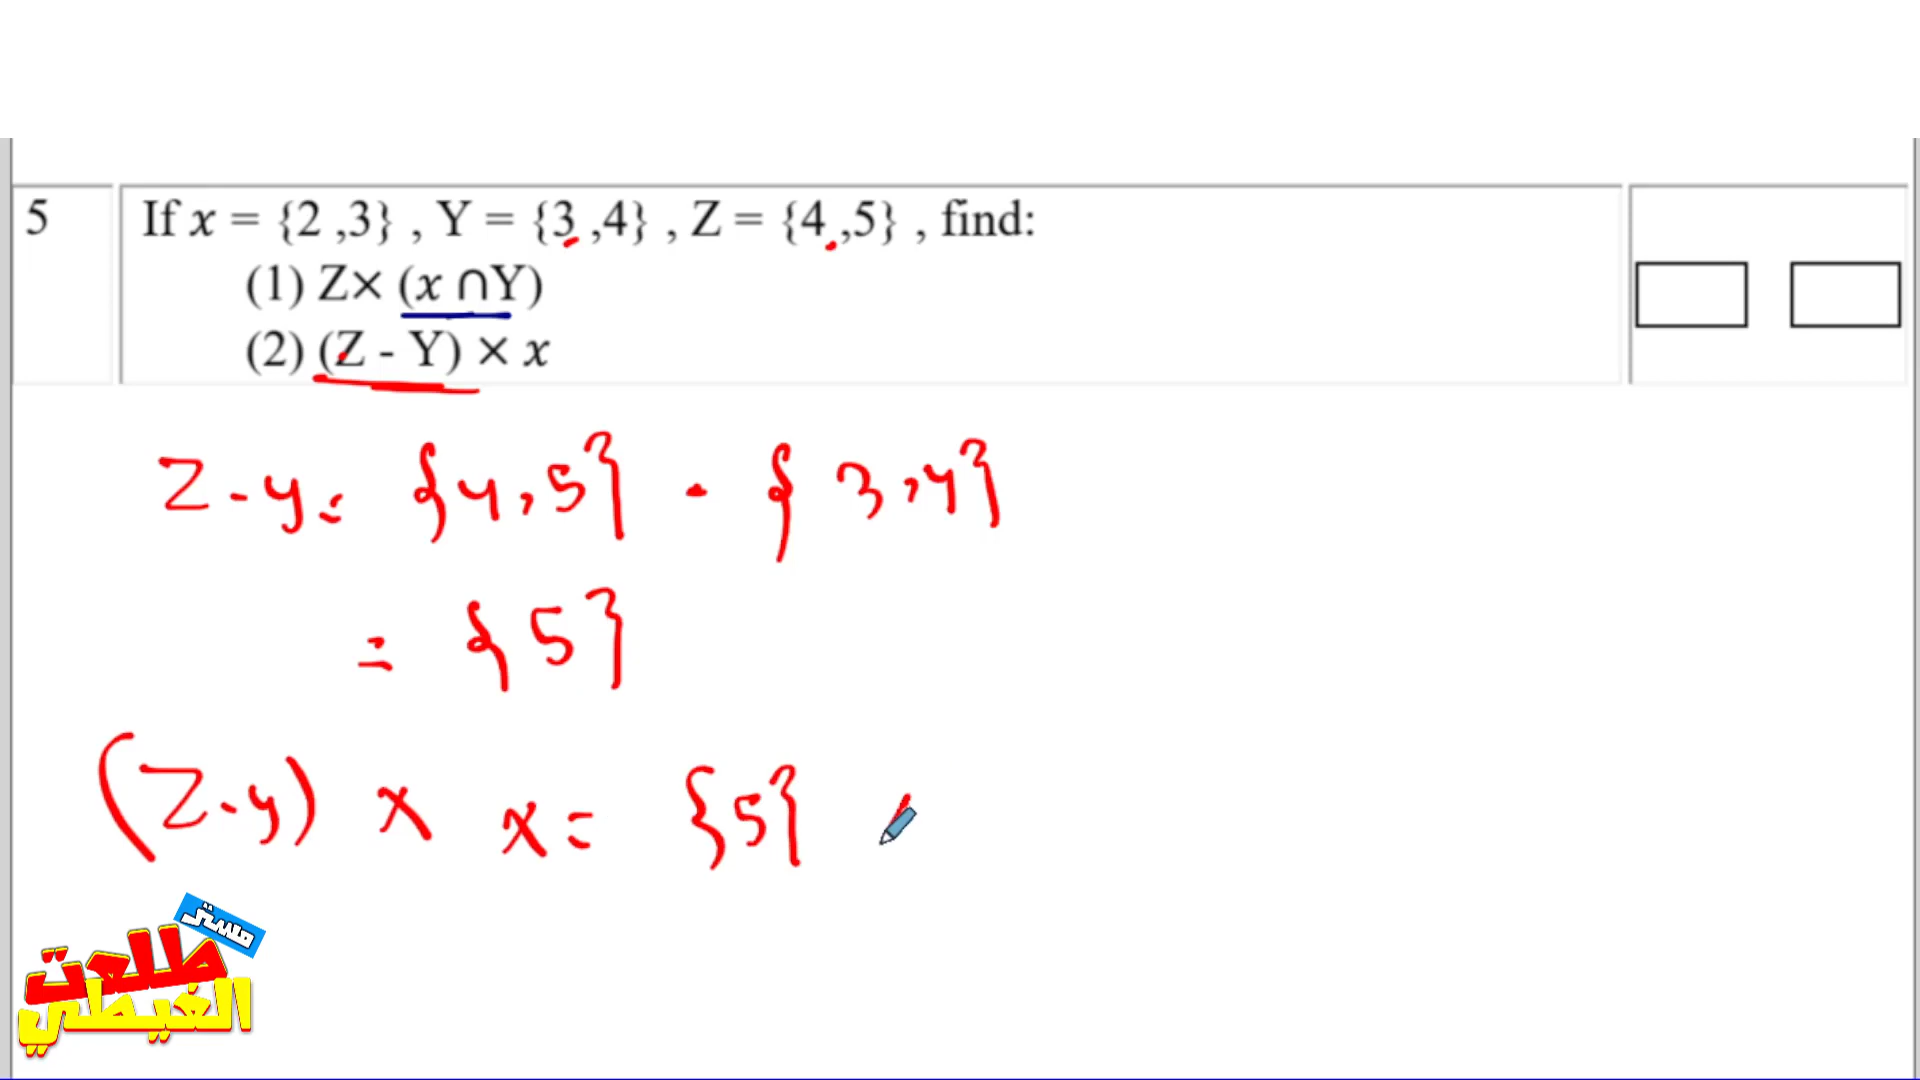 5
If x = {2 ,3} , Y = {3 ,4} , Z = {4 ,5} , find:
(1) Z× (x ∩Y)
(2) (Z - Y) × x
Z - y = {4, 5} - {3, 4}
= {5}
(Z - y) × x = {5}
مستر
طلعت
الغيطي